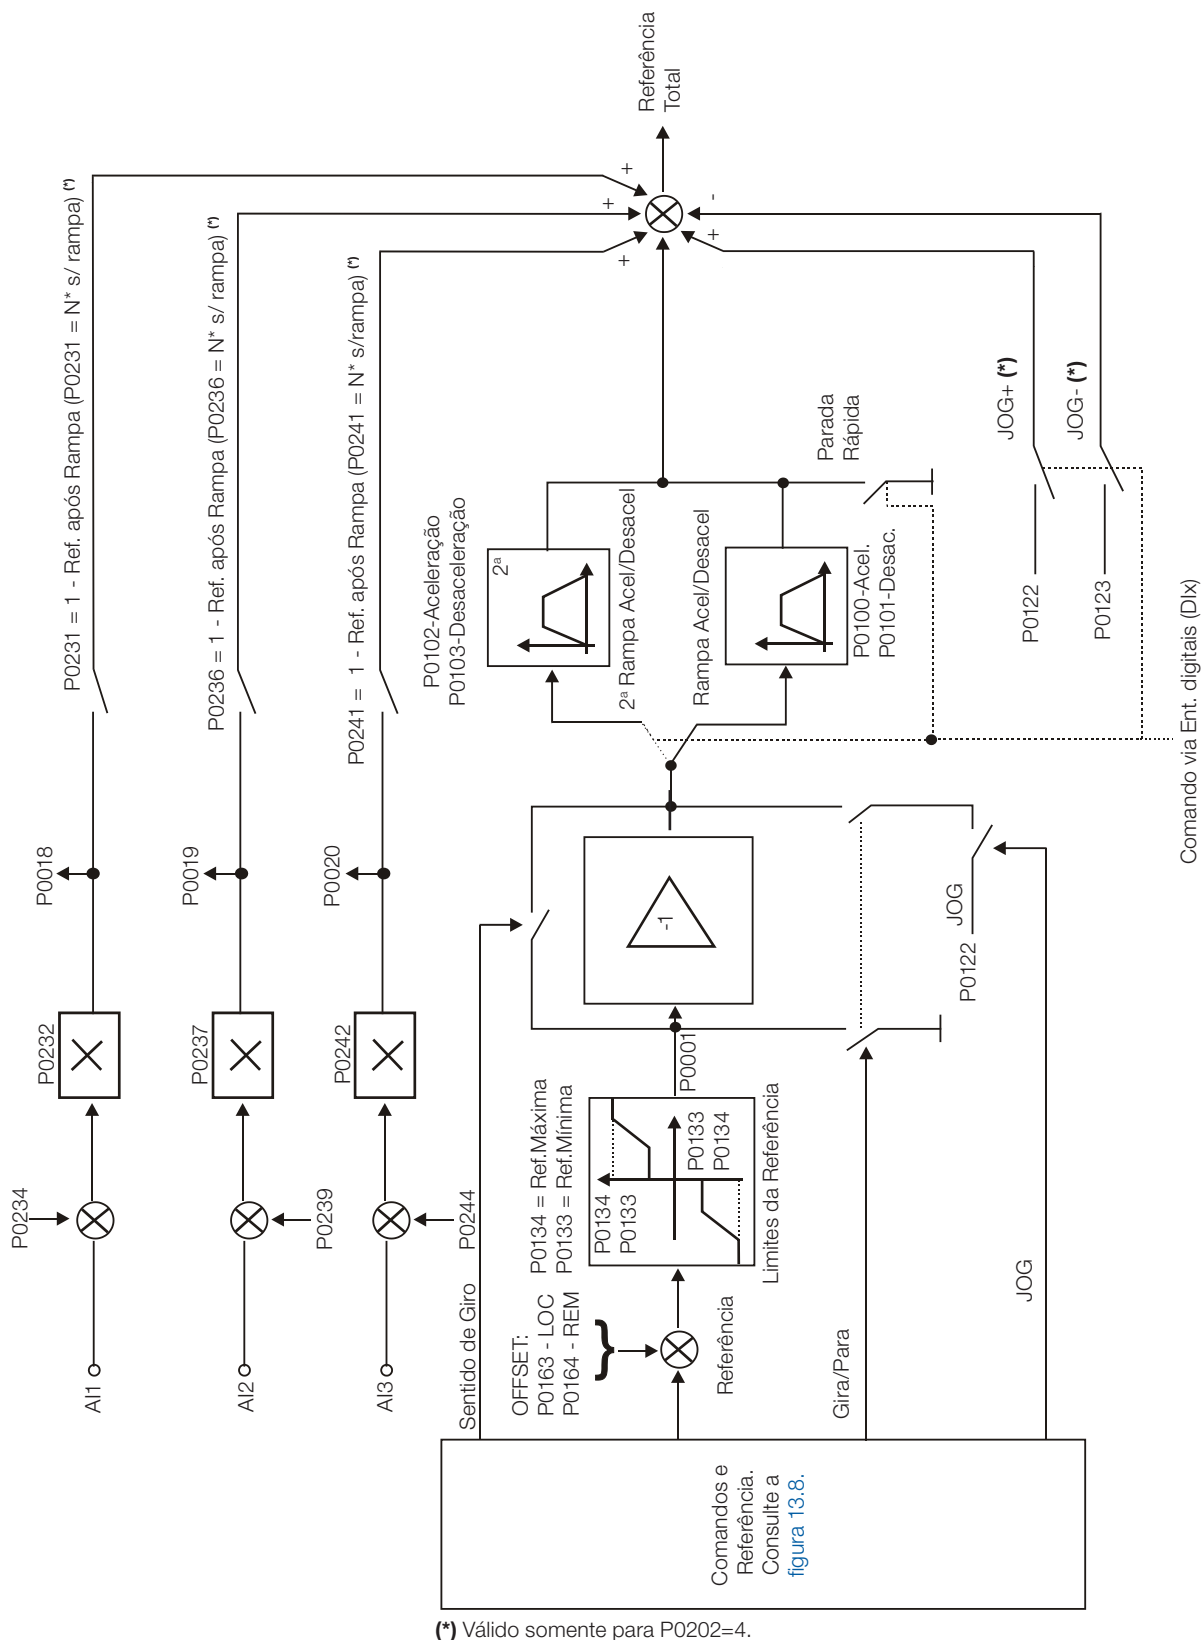 Referência
Total
+
+
+
+
-
P0231 = 1 - Ref. após Rampa (P0231 = N* s/ rampa) (*)
P0236 = 1 - Ref. após Rampa (P0236 = N* s/ rampa) (*)
P0241 = 1 - Ref. após Rampa (P0241 = N* s/rampa) (*)
P0018
P0019
P0020
P0232
P0237
P0242
P0234
P0239
P0244
AI1
AI2
AI3
P0102-Aceleração
P0103-Desaceleração
2ª
2ª Rampa Acel/Desacel
Rampa Acel/Desacel
P0100-Acel.
P0101-Desac.
Parada
Rápida
JOG+ (*)
JOG- (*)
P0122
P0123
Comando via Ent. digitais (DIx)
-1
JOG
P0122
P0001
P0134 = Ref.Máxima
P0133 = Ref.Mínima
P0134
P0133
P0133
P0134
Limites da Referência
OFFSET:
P0163 - LOC
P0164 - REM
}
Referência
Sentido de Giro
Gira/Para
JOG
Comandos e
Referência.
Consulte a
figura 13.8.
(*) Válido somente para P0202=4.